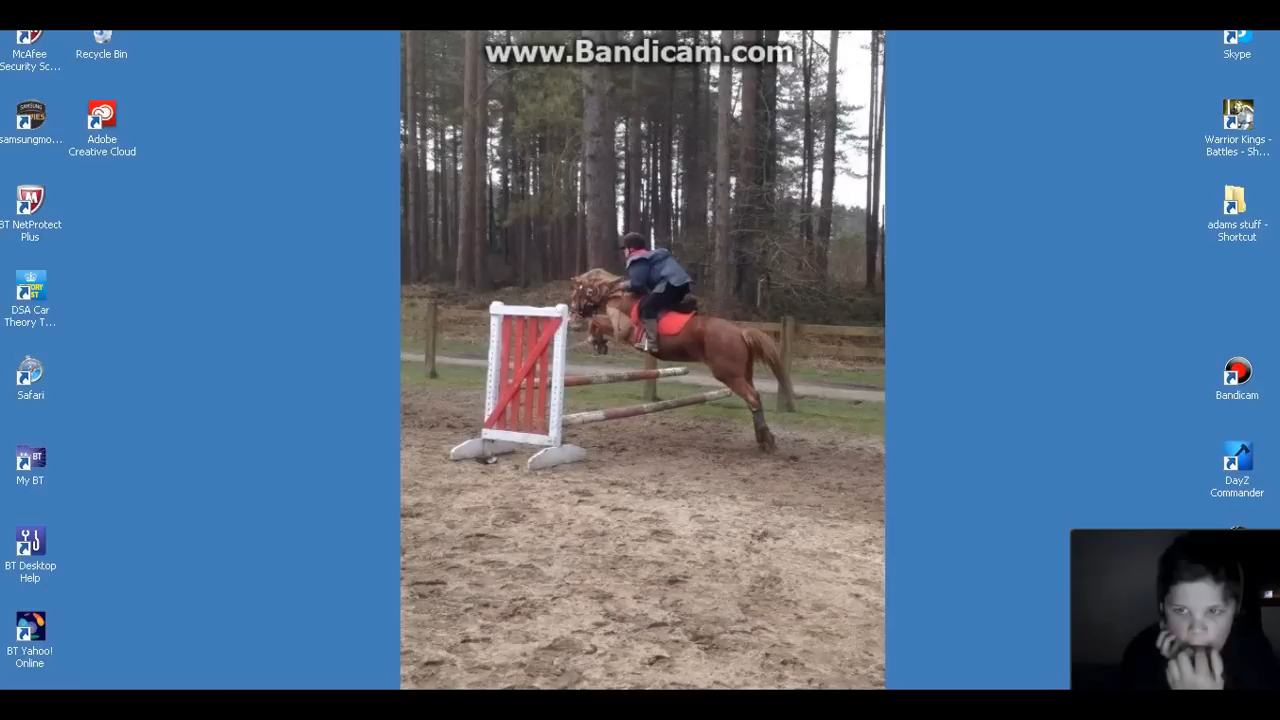 www.Bandicam.com
McAfee
Security Sc...
Recycle Bin
Skype
samsungmo...
Adobe
Creative Cloud
Warrior Kings -
Battles - Sh...
BT NetProtect
Plus
adams stuff -
Shortcut
DSA Car
Theory T...
Safari
Bandicam
My BT
BT
DayZ
Commander
BT Desktop
Help
BT Yahoo!
Online